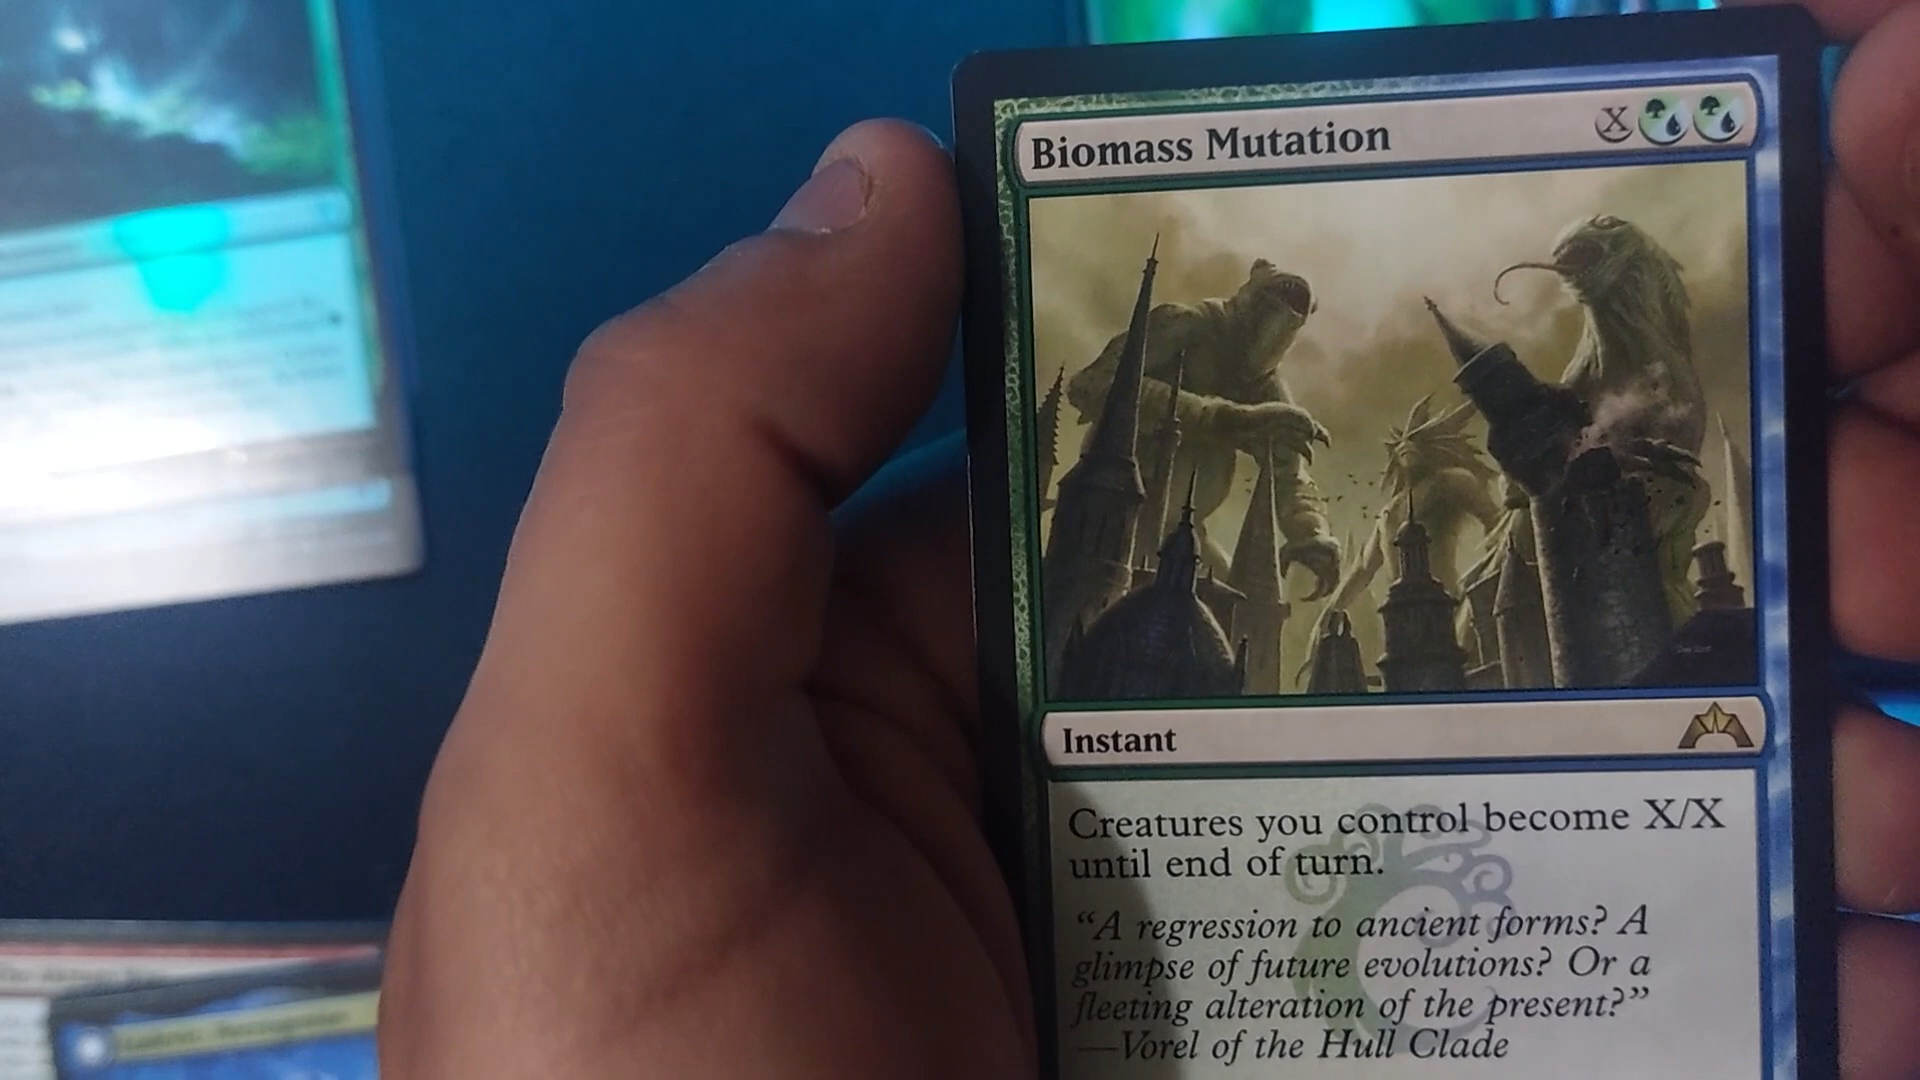 Biomass Mutation X
Instant
Creatures you control become X/X
until end of turn.
“A regression to ancient forms? A
glimpse of future evolutions? Or a
fleeting alteration of the present?”
—Vorel of the Hull Clade